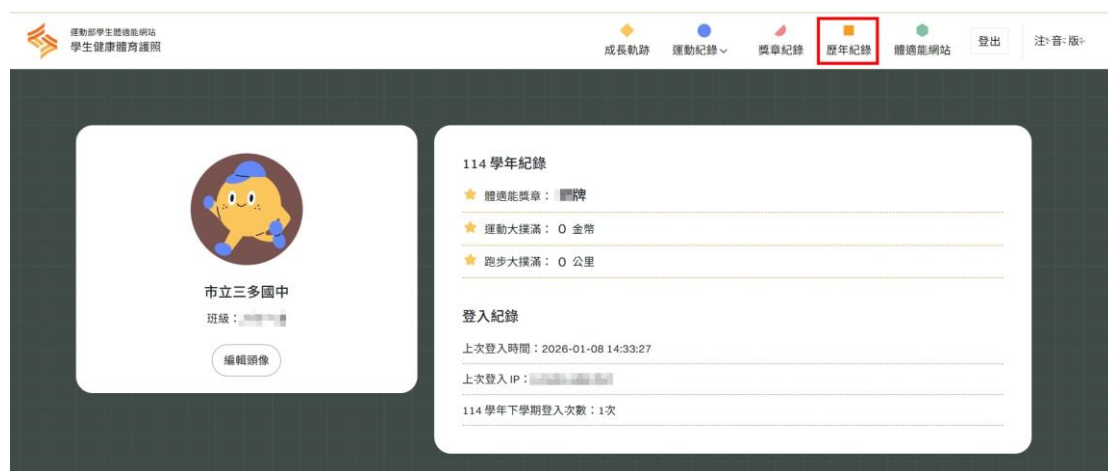 運動部學生體適能網站
學生健康體育護照
成長軌跡
運動紀錄
獎章紀錄
歷年紀錄
體適能網站
登出
注音版
市立三多國中
班級：
編輯頭像
114 學年紀錄
體適能獎章： 牌
運動大撲滿： 0 金幣
跑步大撲滿： 0 公里
登入紀錄
上次登入時間：2026-01-08 14:33:27
上次登入 IP：
114 學年下學期登入次數：1次